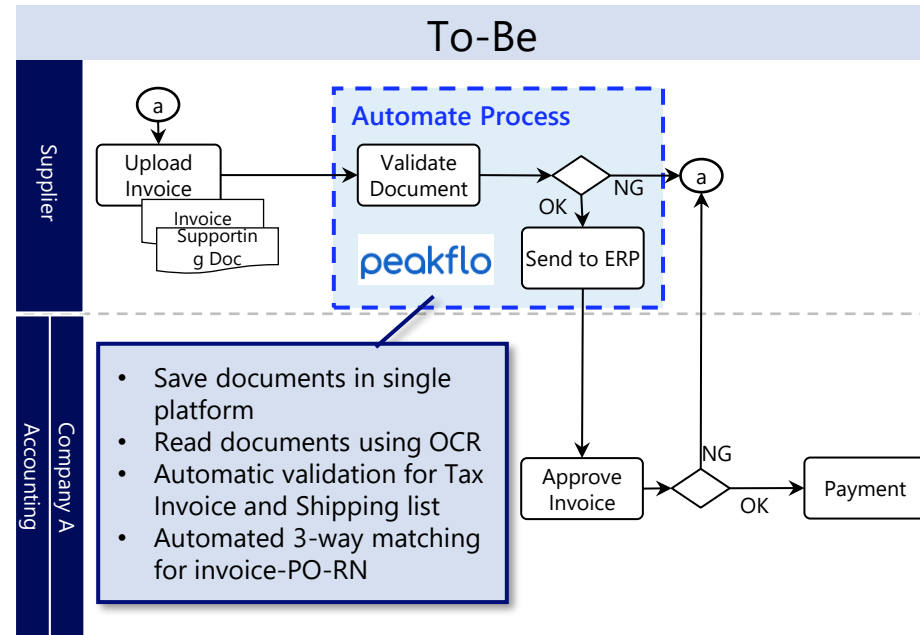 To-Be
Supplier
a
Upload
Invoice
Invoice
Supportin
g Doc
Automate Process
Validate
Document
OK
NG
a
peakflo
Send to ERP
Accounting
Company A
• Save documents in single
platform
• Read documents using OCR
• Automatic validation for Tax
Invoice and Shipping list
• Automated 3-way matching
for invoice-PO-RN
Approve
Invoice
NG
OK
Payment